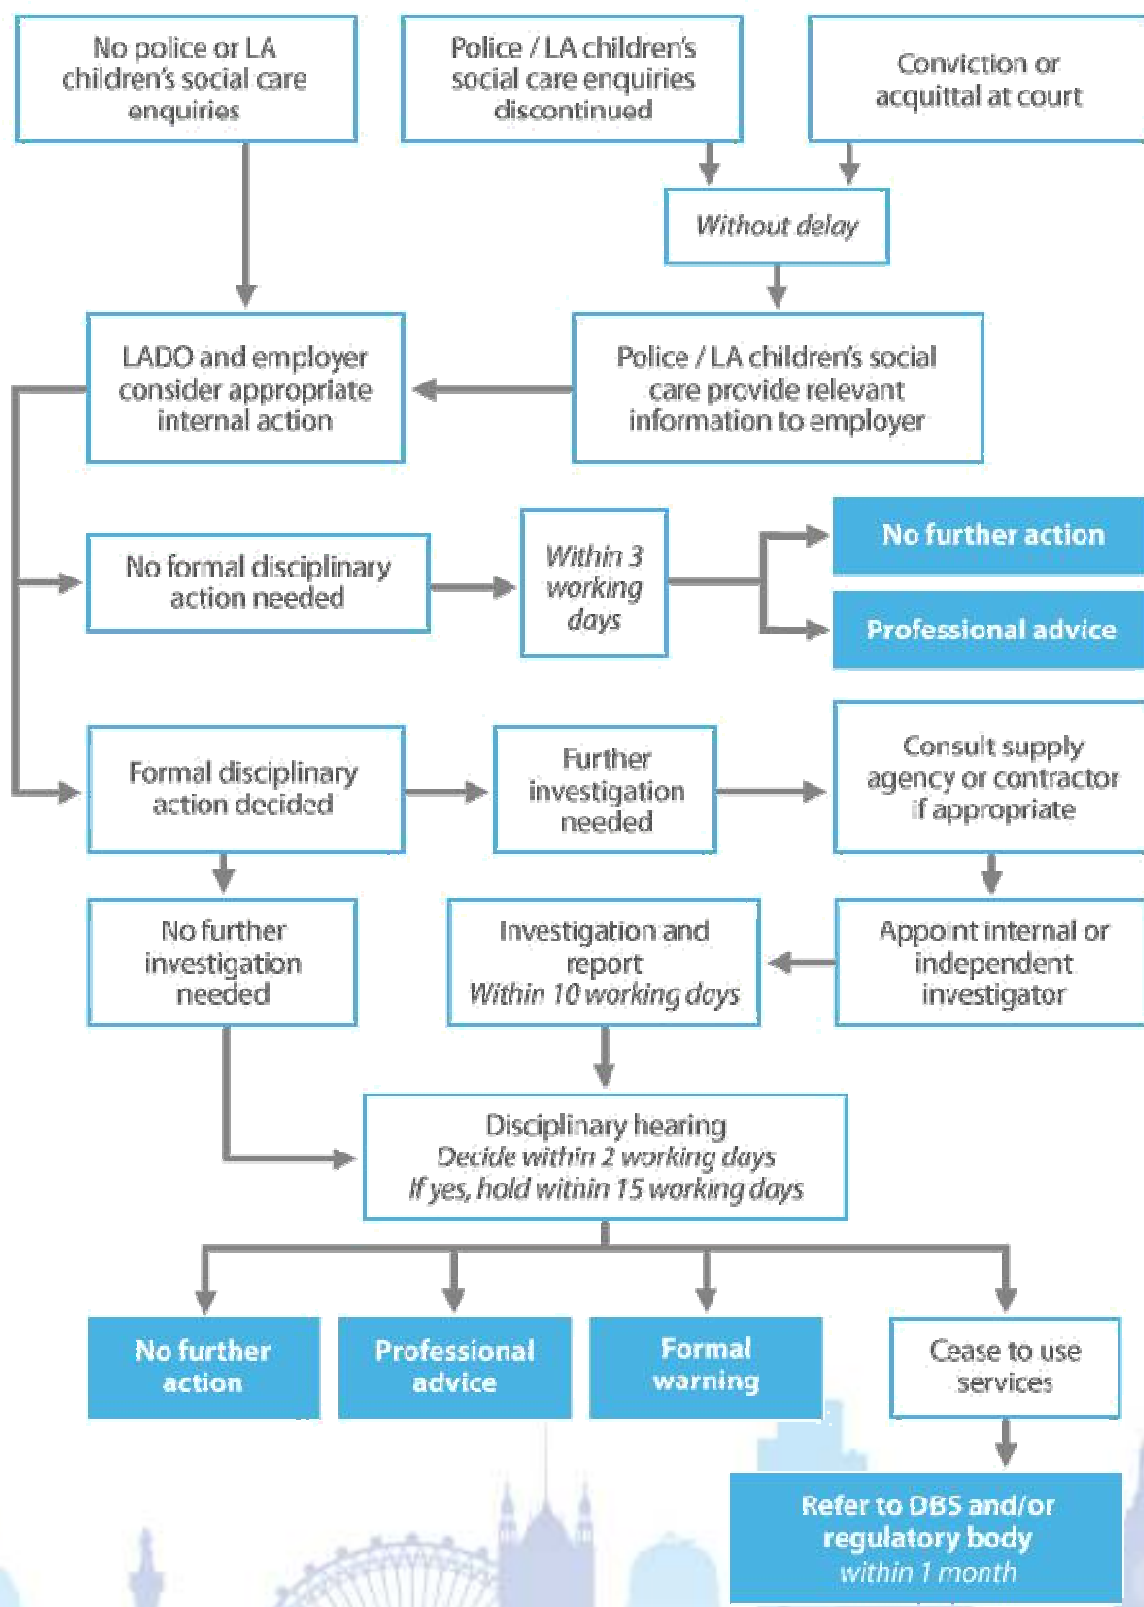 No police or LA
children's social care
enquiries
Police / LA children's
social care enquiries
discontinued
Conviction or
acquittal at court
Without delay
LADO and employer
consider appropriate
internal action
Police / LA children's social
care provide relevant
information to employer
No formal disciplinary
action needed
Within 3
working
days
No further action
Professional advice
Formal disciplinary
action decided
Further
investigation
needed
Consult supply
agency or contractor
if appropriate
No further
investigation
needed
Investigation and
report
Within 10 working days
Appoint internal or
independent
investigator
Disciplinary hearing
Decide within 2 working days
If yes, hold within 15 working days
No further
action
Professional
advice
Formal
warning
Cease to use
services
Refer to DBS and/or
regulatory body
within 1 month